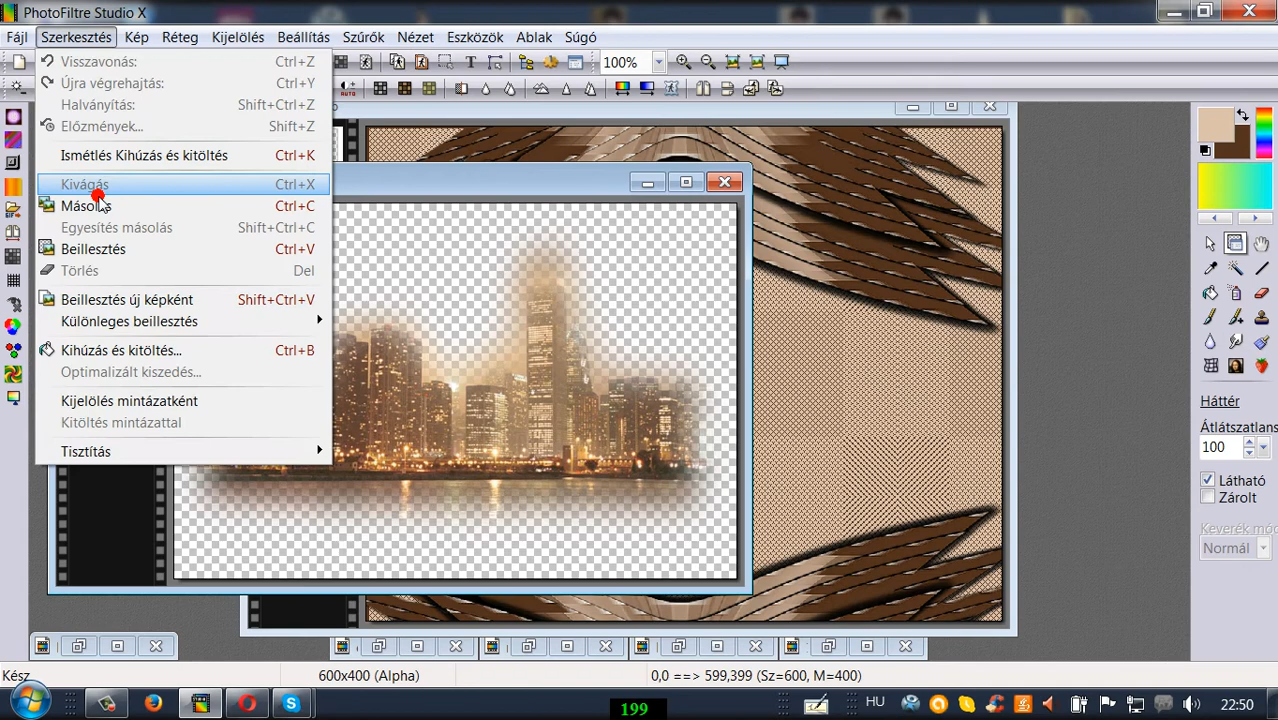 PhotoFiltre Studio X
Fájl Szerkesztés Kép Réteg Kijelölés Beállítás Szűrők Nézet Eszközök Ablak Súgó
100%
Visszavonás: Ctrl+Z
Újra végrehajtás: Ctrl+Y
Halványítás: Shift+Ctrl+Z
Előzmények... Shift+Z
Ismétlés Kihúzás és kitöltés Ctrl+K
Kivágás Ctrl+X
Másolás Ctrl+C
Egyesítés másolás Shift+Ctrl+C
Beillesztés Ctrl+V
Törlés Del
Beillesztés új képként Shift+Ctrl+V
Különleges beillesztés
Kihúzás és kitöltés... Ctrl+B
Optimalizált kiszedés...
Kijelölés mintázatként
Kitöltés mintázattal
Tisztítás
AUTO
GIF
Háttér
Átlátszatlans
100
Látható
Zárolt
Keverék mód
Normál
Kész 600x400 (Alpha) 0,0 ==> 599,399 (Sz=600, M=400)
199
HU
22:50